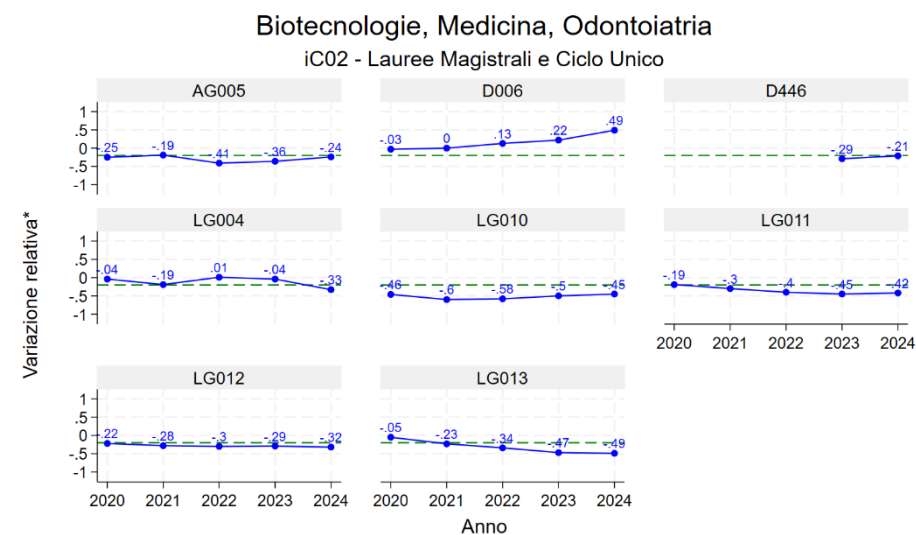 Biotecnologie, Medicina, Odontoiatria
iC02 - Lauree Magistrali e Ciclo Unico
AG005 D006 D446
1
.5
0
-.5
-1
-.25 -.19 -.41 -.36 -.24
-.03 0 .13 .22 .49
-.29 -.21
LG004 LG010 LG011
1
.5
0
-.5
-1
-.04 -.19 .01 -.04 -.33
-.46 -.6 -.58 -.5 -.45
-.19 -.3 -.4 -.45 -.42
2020 2021 2022 2023 2024
LG012 LG013
1
.5
0
-.5
-1
-.22 -.28 -.3 -.29 -.32
-.05 -.23 -.34 -.47 -.49
2020 2021 2022 2023 2024
2020 2021 2022 2023 2024
Variazione relativa*
Anno